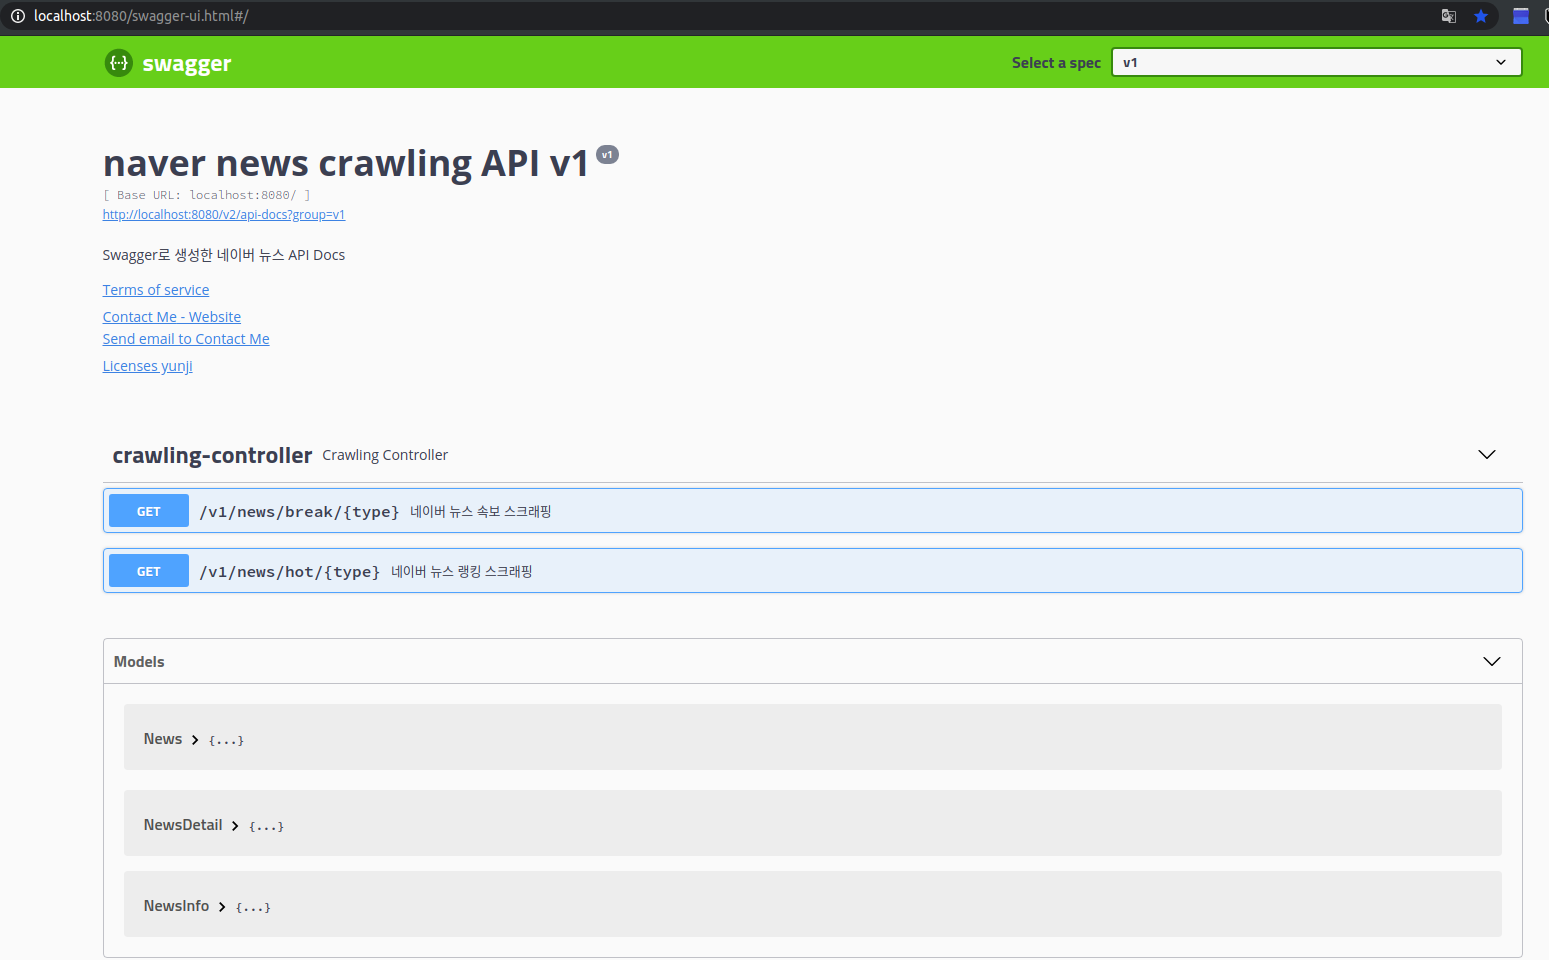 localhost:8080/swagger-ui.html#/
swagger
Select a spec
v1
naver news crawling API v1 v1
[ Base URL: localhost:8080/ ]
http://localhost:8080/v2/api-docs?group=v1
Swagger로 생성한 네이버 뉴스 API Docs
Terms of service
Contact Me - Website
Send email to Contact Me
Licenses yunji
crawling-controller Crawling Controller
GET /v1/news/break/{type} 네이버 뉴스 속보 스크래핑
GET /v1/news/hot/{type} 네이버 뉴스 랭킹 스크래핑
Models
News > {...}
NewsDetail > {...}
NewsInfo > {...}